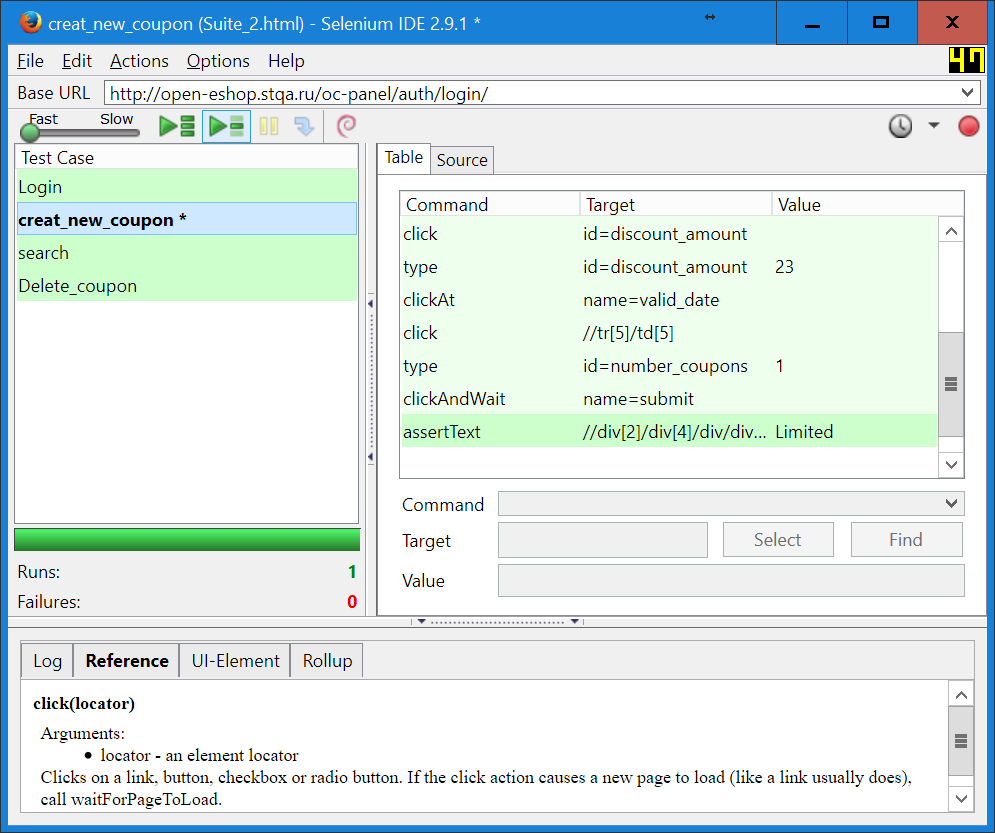 creat_new_coupon (Suite_2.html) - Selenium IDE 2.9.1 *
File Edit Actions Options Help
Base URL http://open-eshop.stqa.ru/oc-panel/auth/login/
Fast Slow
Test Case
Login
creat_new_coupon *
search
Delete_coupon
Runs: 1
Failures: 0
Table Source
Command Target Value
click id=discount_amount
type id=discount_amount 23
clickAt name=valid_date
click //tr[5]/td[5]
type id=number_coupons 1
clickAndWait name=submit
assertText //div[2]/div[4]/div/div... Limited
Command
Target Select Find
Value
Log Reference UI-Element Rollup
click(locator)
Arguments:
• locator - an element locator
Clicks on a link, button, checkbox or radio button. If the click action causes a new page to load (like a link usually does),
call waitForPageToLoad.